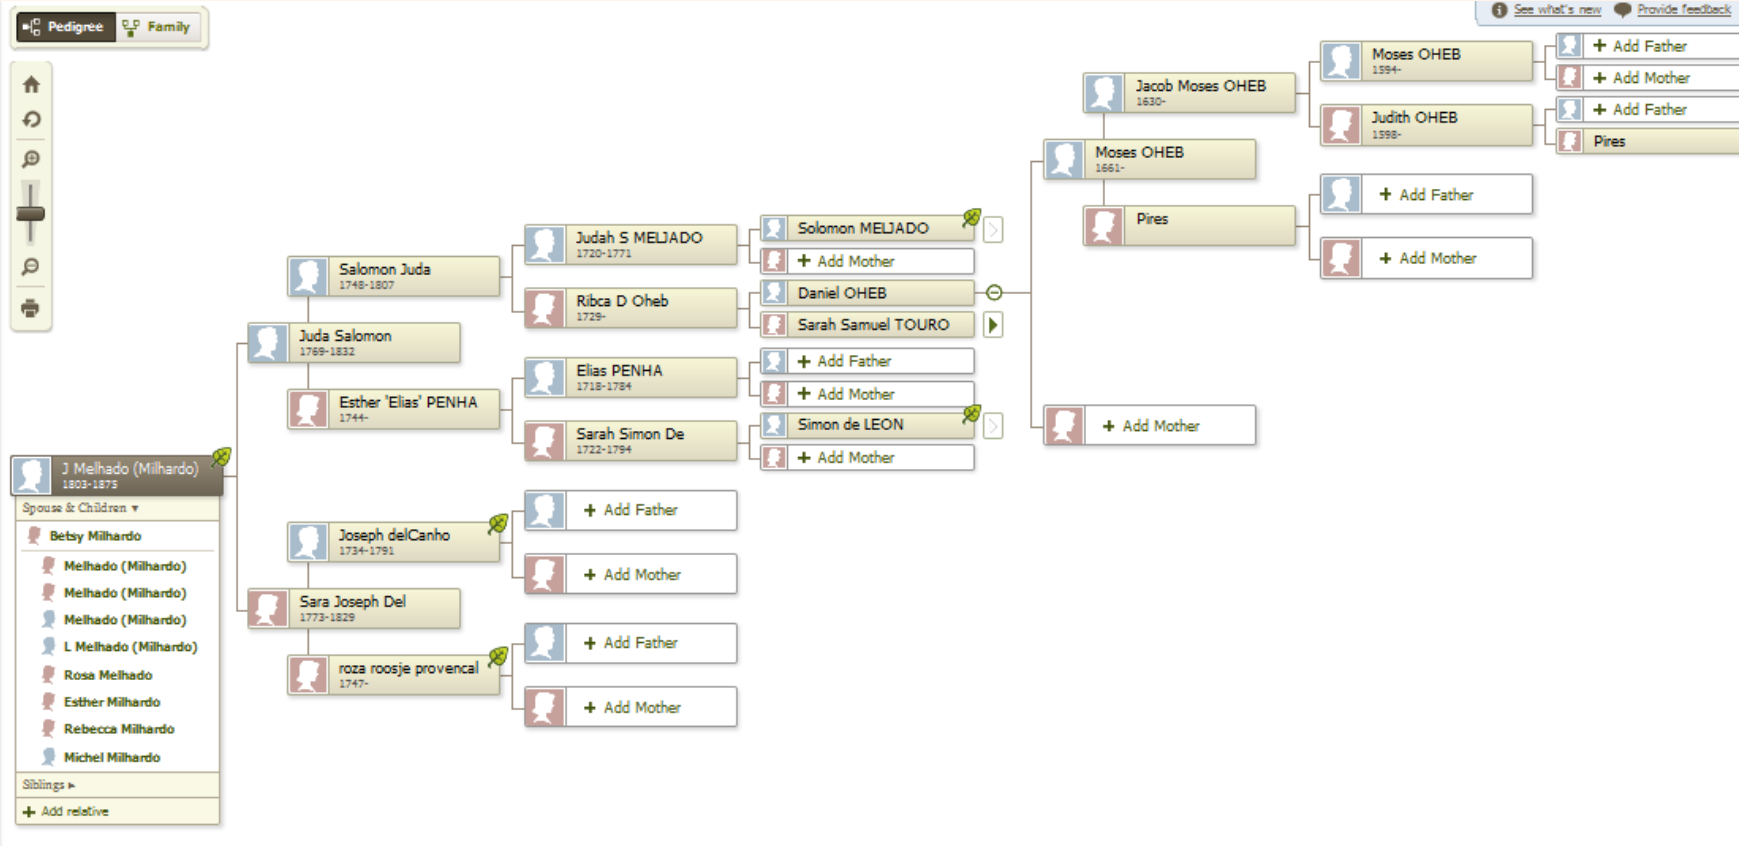 Pedigree
Family
See what's new
Provide feedback
Moses OHEB
1594-
+ Add Father
+ Add Mother
Jacob Moses OHEB
1630-
Judith OHEB
1598-
+ Add Father
Pires
Moses OHEB
1661-
Pires
+ Add Father
+ Add Mother
Judah S MELJADO
1720-1771
Solomon MELJADO
+ Add Mother
Salomon Juda
1748-1807
Ribca D Oheb
1729-
Daniel OHEB
Sarah Samuel TOURO
Juda Salomon
1769-1832
Elias PENHA
1718-1784
+ Add Father
+ Add Mother
Esther 'Elias' PENHA
1744-
Sarah Simon De
1722-1794
Simon de LEON
+ Add Mother
+ Add Mother
J Melhado (Milhardo)
1803-1875
Spouse & Children ▾
Betsy Milhardo
Melhado (Milhardo)
Melhado (Milhardo)
Melhado (Milhardo)
L Melhado (Milhardo)
Rosa Melhado
Esther Milhardo
Rebecca Milhardo
Michel Milhardo
Siblings ▸
+ Add relative
Joseph delCanho
1734-1791
+ Add Father
+ Add Mother
Sara Joseph Del
1773-1829
roza roosje provencal
1747-
+ Add Father
+ Add Mother